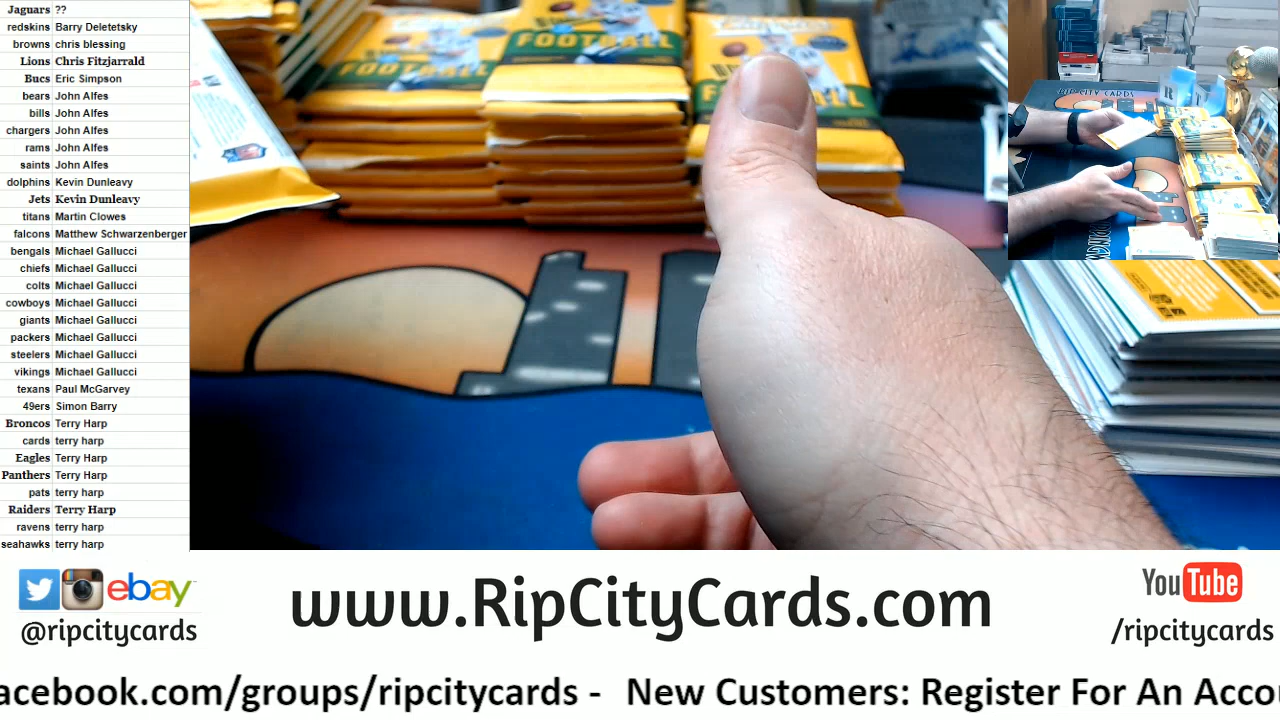 Jaguars ??
redskins Barry Deletetsky
browns chris blessing
Lions Chris Fitzjarrald
Bucs Eric Simpson
bears John Alfes
bills John Alfes
chargers John Alfes
rams John Alfes
saints John Alfes
dolphins Kevin Dunleavy
Jets Kevin Dunleavy
titans Martin Clowes
falcons Matthew Schwarzenberger
bengals Michael Gallucci
chiefs Michael Gallucci
colts Michael Gallucci
cowboys Michael Gallucci
giants Michael Gallucci
packers Michael Gallucci
steelers Michael Gallucci
vikings Michael Gallucci
texans Paul McGarvey
49ers Simon Barry
Broncos Terry Harp
cards terry harp
Eagles Terry Harp
Panthers Terry Harp
pats terry harp
Raiders Terry Harp
ravens terry harp
seahawks terry harp
FOOTBALL
FOOTBALL
FOOTBALL
RIP CITY CARDS
ebay
@ripcitycards
www.RipCityCards.com
YouTube
/ripcitycards
acebook.com/groups/ripcitycards - New Customers: Register For An Acco